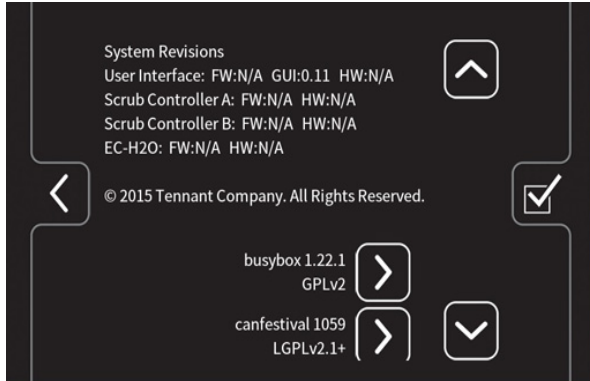 System Revisions
User Interface: FW:N/A GUI:0.11 HW:N/A
Scrub Controller A: FW:N/A HW:N/A
Scrub Controller B: FW:N/A HW:N/A
EC-H2O: FW:N/A HW:N/A
© 2015 Tennant Company. All Rights Reserved.
busybox 1.22.1
GPLv2
canfestival 1059
LGPLv2.1+